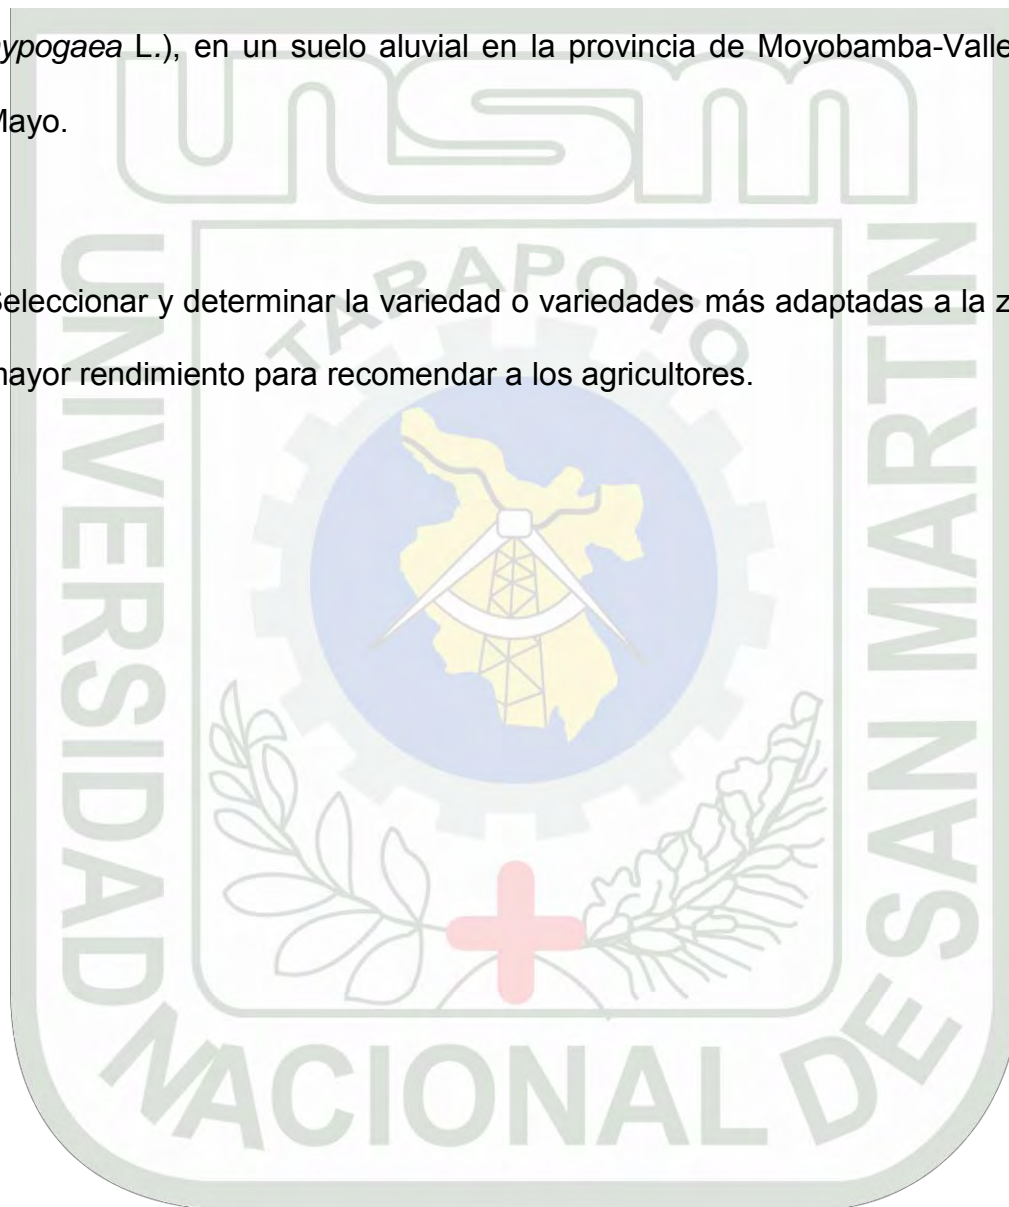 ypogaea L.), en un suelo aluvial en la provincia de Moyobamba-Valle
Mayo.
Seleccionar y determinar la variedad o variedades más adaptadas a la z
mayor rendimiento para recomendar a los agricultores.
unsm
TARAPOTO
UNIVERSIDAD
NACIONAL DE
SAN MARTIN